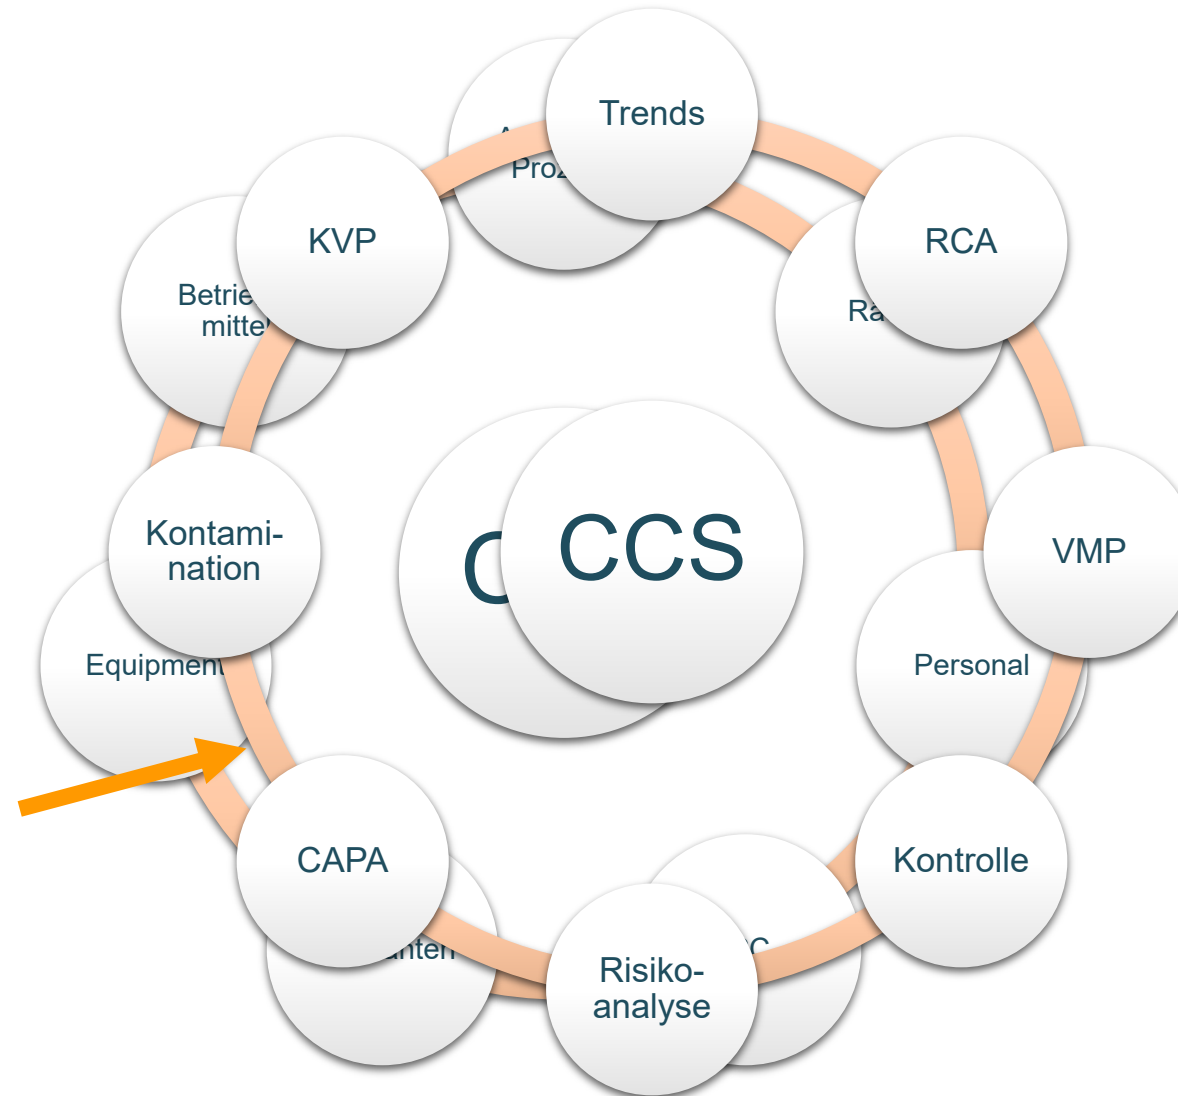 Trends
KVP
RCA
Kontami-
nation
CCS
VMP
Equipment
Personal
CAPA
Kontrolle
Risiko-
analyse